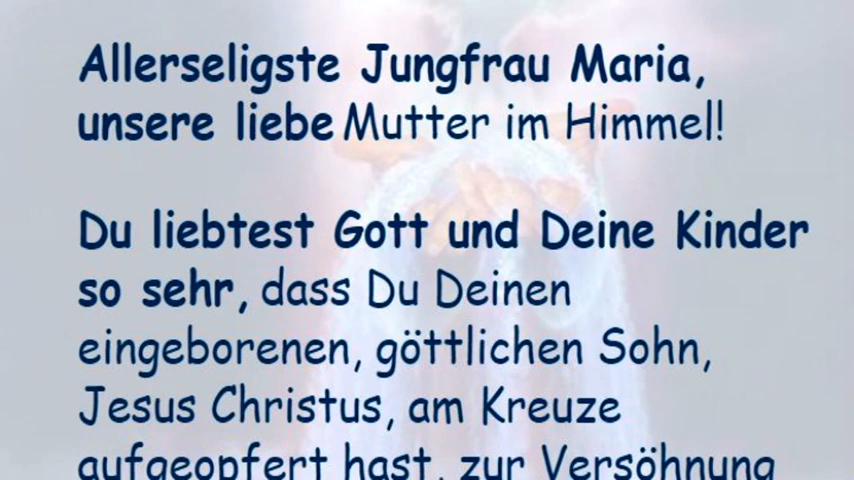 Allerseligste Jungfrau Maria,
unsere liebe Mutter im Himmel!
Du liebtest Gott und Deine Kinder
so sehr, dass Du Deinen
eingeborenen, göttlichen Sohn,
Jesus Christus, am Kreuze
aufgeopfert hast, zur Versöhnung